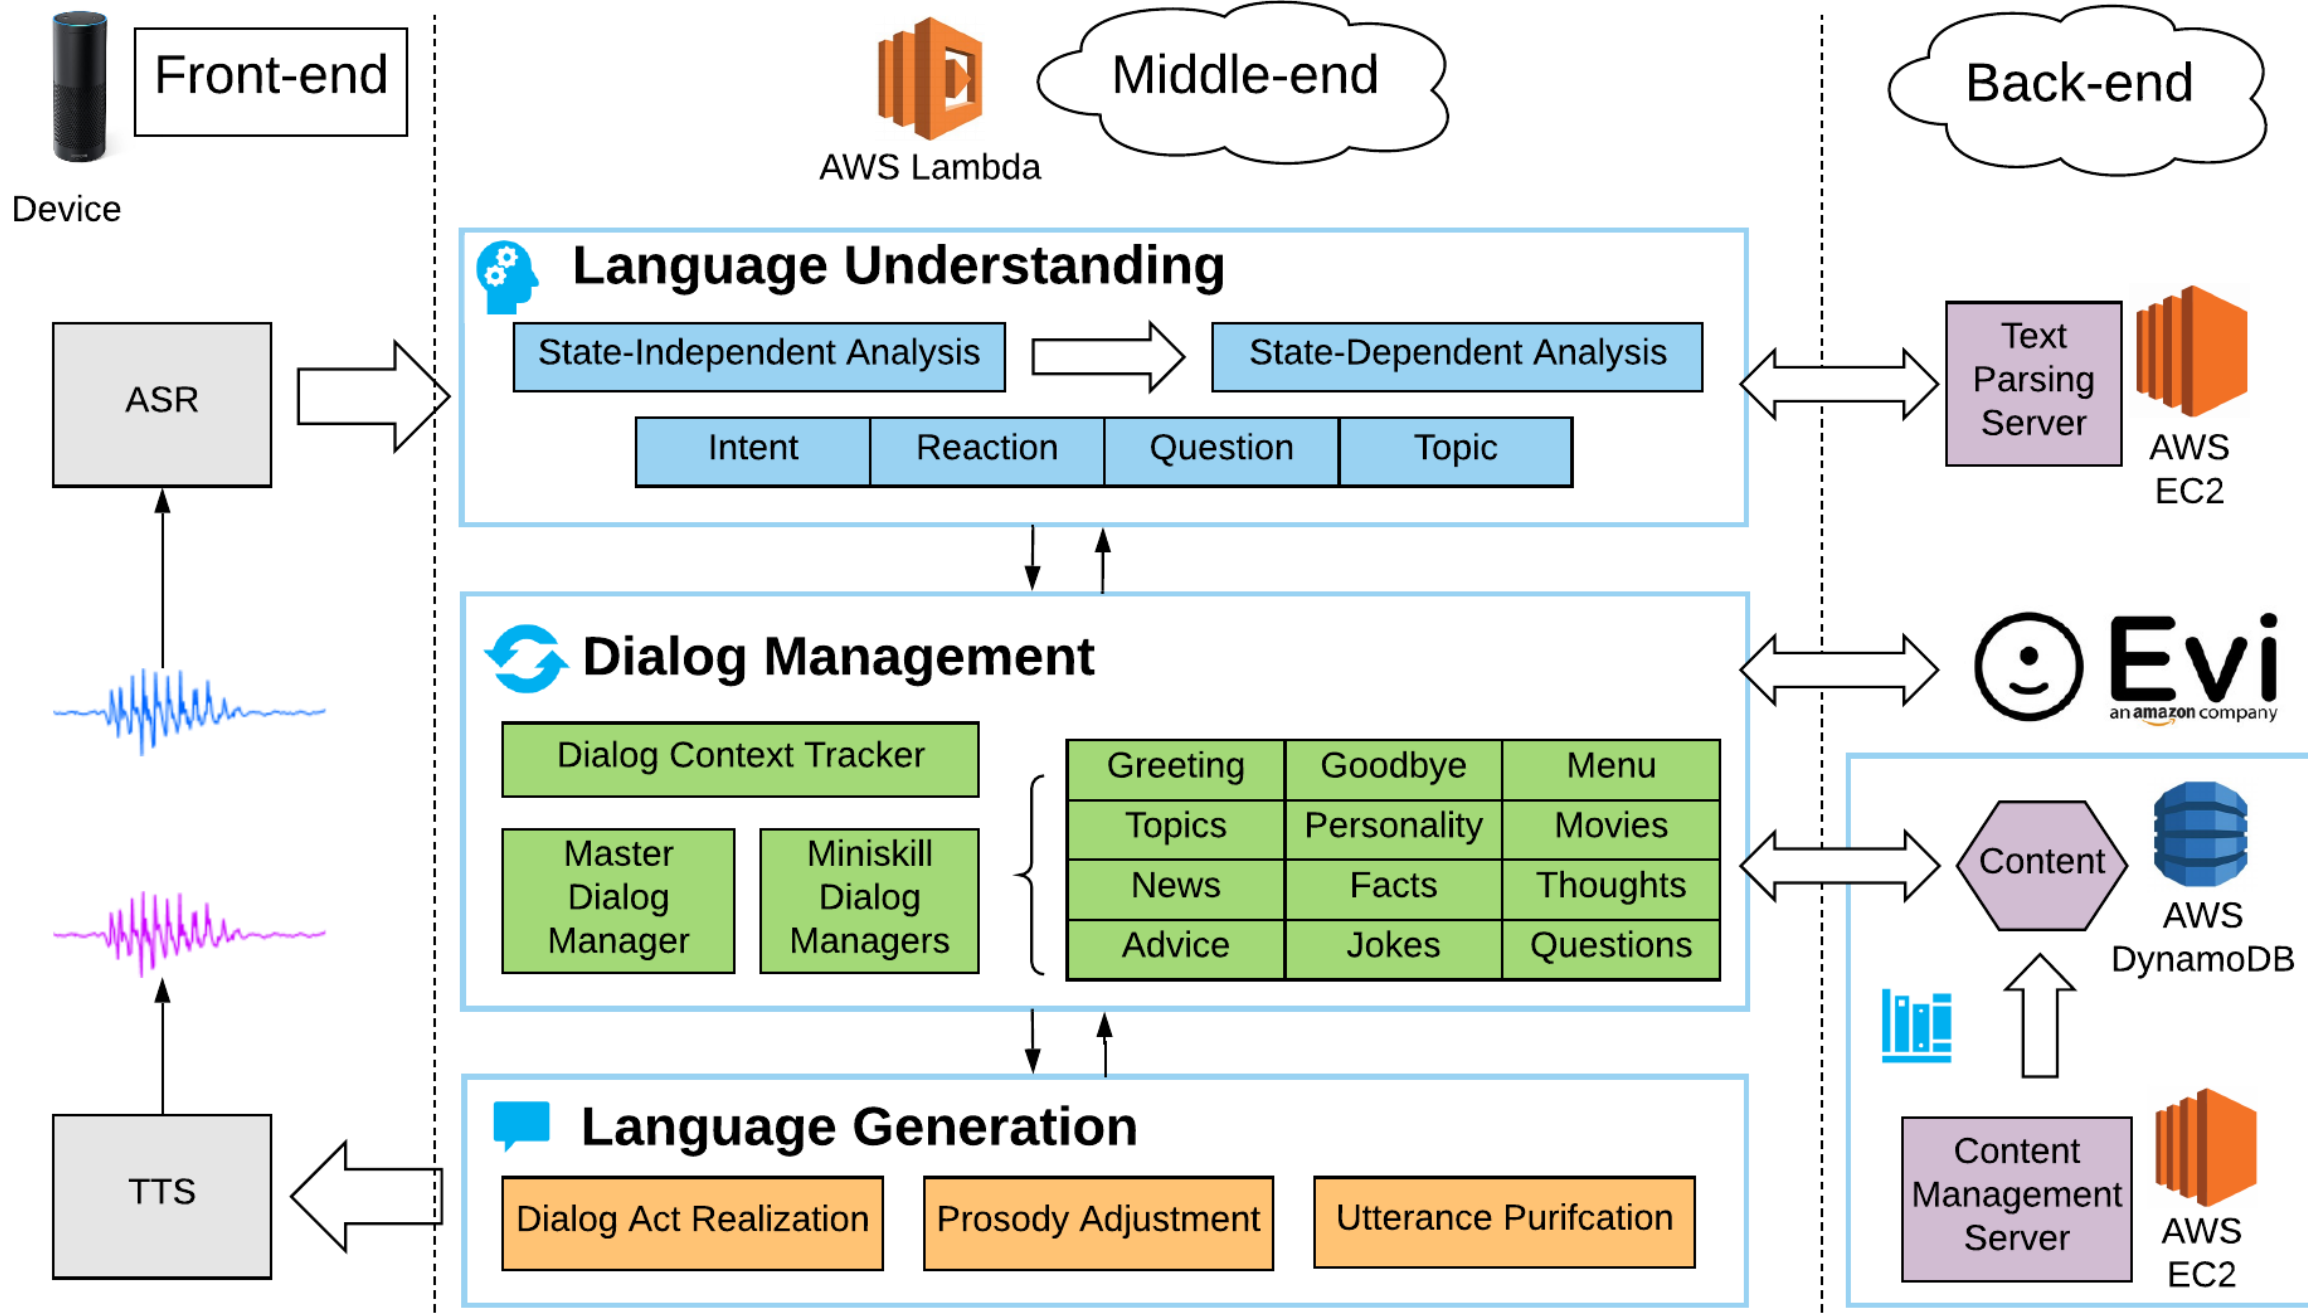 Front-end
Device
AWS Lambda
Middle-end
Back-end
Language Understanding
State-Independent Analysis
State-Dependent Analysis
Intent
Reaction
Question
Topic
ASR
Text
Parsing
Server
AWS
EC2
Dialog Management
Dialog Context Tracker
Master
Dialog
Manager
Miniskill
Dialog
Managers
Greeting
Goodbye
Menu
Topics
Personality
Movies
News
Facts
Thoughts
Advice
Jokes
Questions
Evi
an amazon company
Content
AWS
DynamoDB
Language Generation
Dialog Act Realization
Prosody Adjustment
Utterance Purifcation
TTS
Content
Management
Server
AWS
EC2